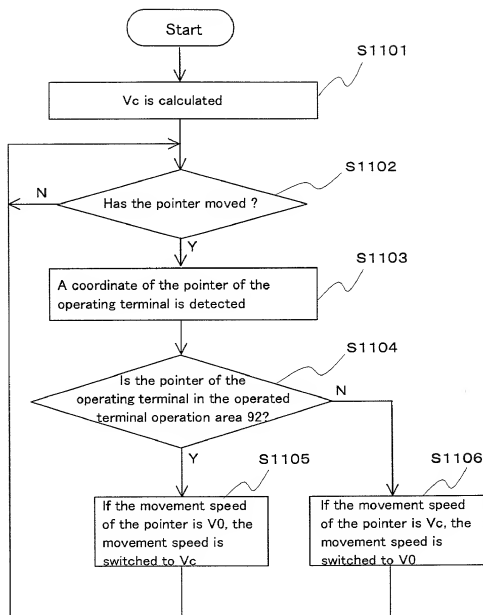 Start
S1101
Vc is calculated
S1102
N
Has the pointer moved ?
Y
S1103
A coordinate of the pointer of the
operating terminal is detected
S1104
Is the pointer of the
operating terminal in the operated
terminal operation area 92?
N
Y
S1105
S1106
If the movement speed
of the pointer is V0, the
movement speed is
switched to Vc
If the movement speed
of the pointer is Vc, the
movement speed is
switched to V0